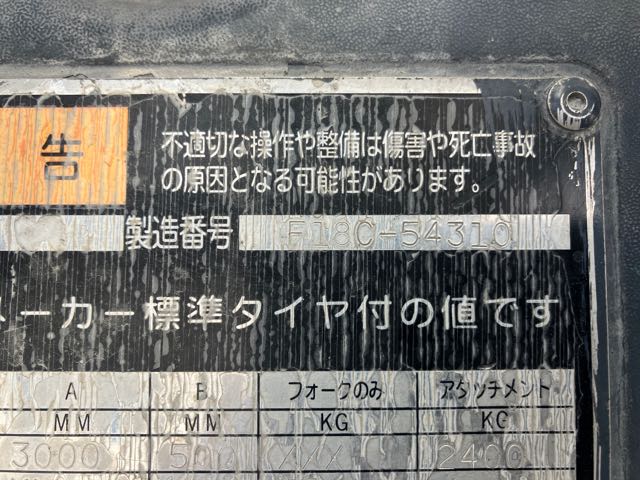 告
不適切な操作や整備は傷害や死亡事故
の原因となる可能性があります。
製造番号 F18C-54310
メーカー標準タイヤ付の値です
A B フォークのみ アタッチメント
MM MM KG KG
3000 500 XXX 2400